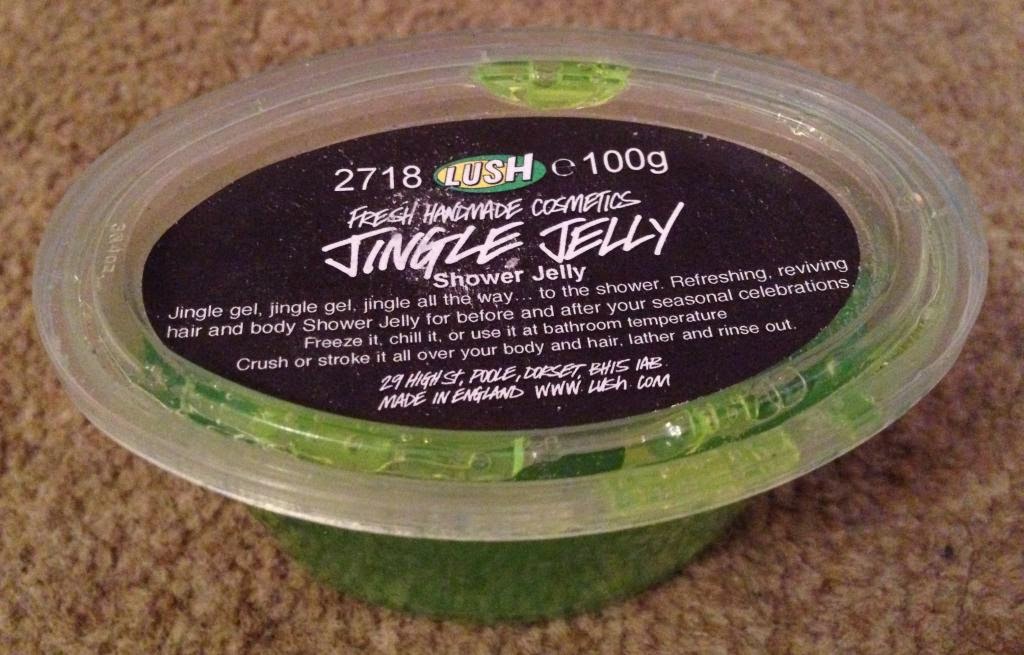 2718 LUSH e 100g
FRESH HANDMADE COSMETICS
JINGLE JELLY
Shower Jelly
Jingle gel, jingle gel, jingle all the way... to the shower. Refreshing, reviving
hair and body Shower Jelly for before and after your seasonal celebrations.
Freeze it, chill it, or use it at bathroom temperature
Crush or stroke it all over your body and hair, lather and rinse out.
29 HIGH ST, POOLE, DORSET, BH15 1AB
MADE IN ENGLAND WWW.LUSH.COM